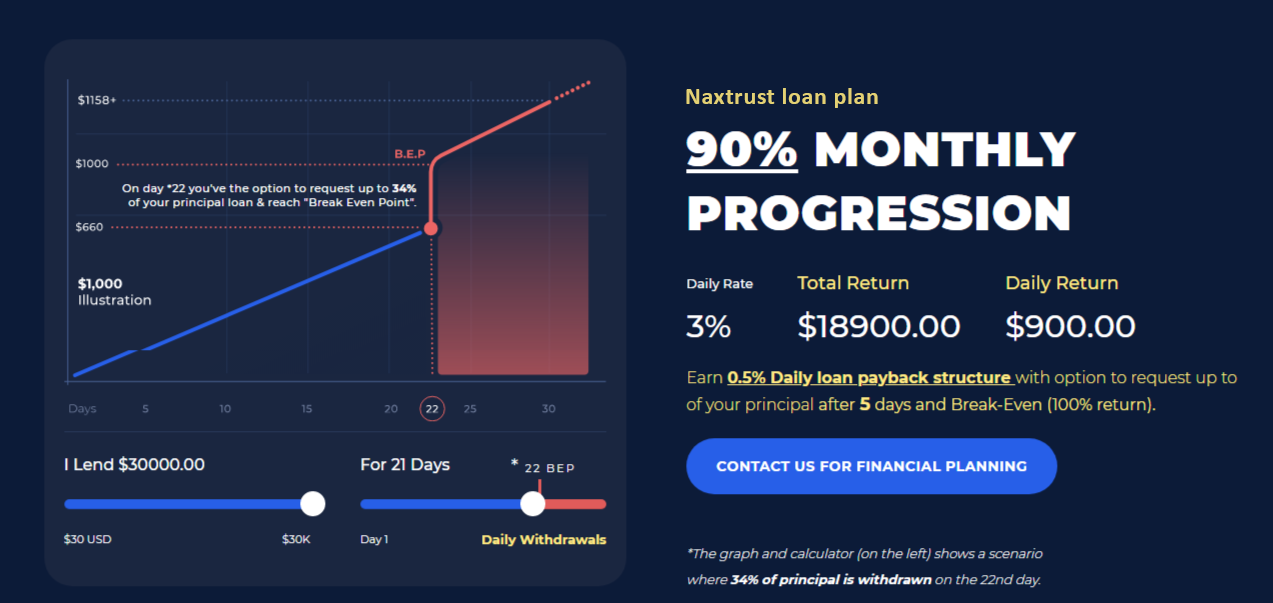 $1158+
$1000
B.E.P
On day *22 you've the option to request up to 34%
of your principal loan & reach "Break Even Point".
$660
$1,000
Illustration
Days 5 10 15 20 22 25 30
I Lend $30000.00
For 21 Days
* 22 BEP
$30 USD
$30K
Day 1
Daily Withdrawals
Naxtrust loan plan
90% MONTHLY
PROGRESSION
Daily Rate Total Return Daily Return
3% $18900.00 $900.00
Earn 0.5% Daily loan payback structure with option to request up to
of your principal after 5 days and Break-Even (100% return).
CONTACT US FOR FINANCIAL PLANNING
*The graph and calculator (on the left) shows a scenario
where 34% of principal is withdrawn on the 22nd day.